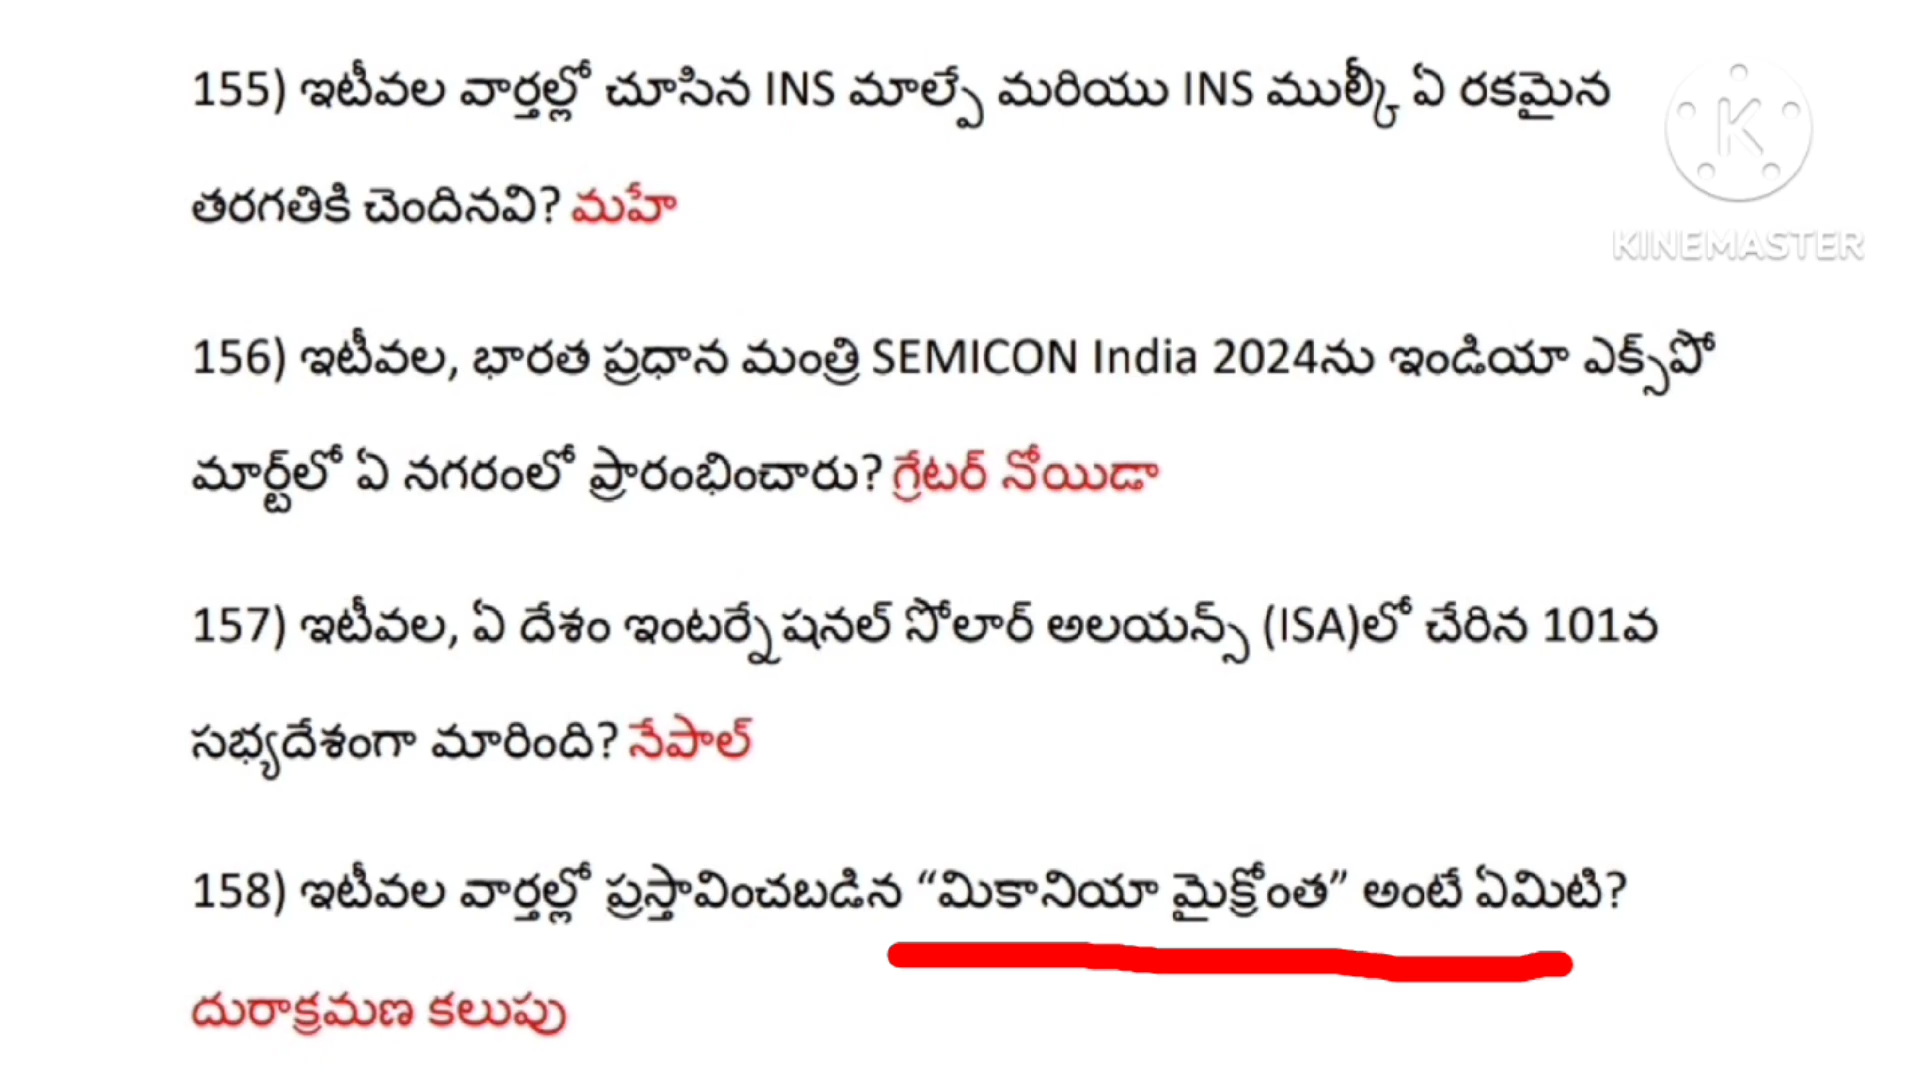 155) ఇటీవల వార్తల్లో చూసిన INS మాల్పే మరియు INS ముల్కీ ఏ రకమైన
తరగతికి చెందినవి? మహే
KINEMASTER
156) ఇటీవల, భారత ప్రధాన మంత్రి SEMICON India 2024ను ఇండియా ఎక్స్‌పో
మార్ట్‌లో ఏ నగరంలో ప్రారంభించారు? గ్రేటర్ నోయిడా
157) ఇటీవల, ఏ దేశం ఇంటర్నేషనల్ సోలార్ అలయన్స్ (ISA)లో చేరిన 101వ
సభ్యదేశంగా మారింది? నేపాల్
158) ఇటీవల వార్తల్లో ప్రస్తావించబడిన “మికానియా మైక్రోంత” అంటే ఏమిటి?
దురాక్రమణ కలుపు